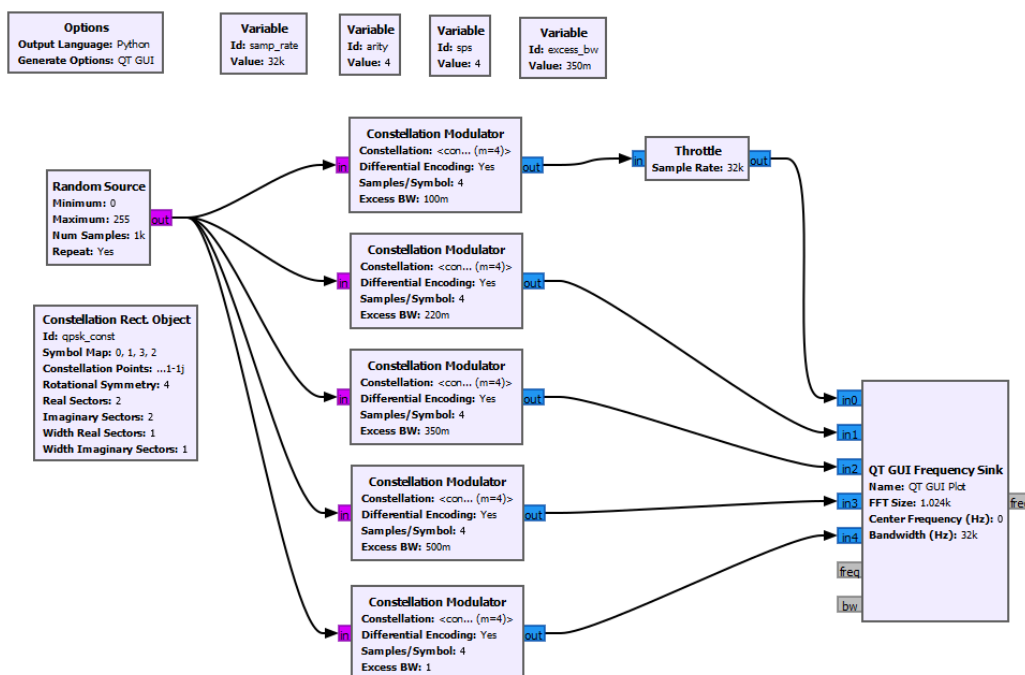 Options
Output Language: Python
Generate Options: QT GUI
Variable
Id: samp_rate
Value: 32k
Variable
Id: arity
Value: 4
Variable
Id: sps
Value: 4
Variable
Id: excess_bw
Value: 350m
Random Source
Minimum: 0
Maximum: 255
Num Samples: 1k
Repeat: Yes
out
Constellation Rect. Object
Id: qpsk_const
Symbol Map: 0, 1, 3, 2
Constellation Points: ...1-1j
Rotational Symmetry: 4
Real Sectors: 2
Imaginary Sectors: 2
Width Real Sectors: 1
Width Imaginary Sectors: 1
in
Constellation Modulator
Constellation: <con... (m=4)>
Differential Encoding: Yes
Samples/Symbol: 4
Excess BW: 100m
out
in
Constellation Modulator
Constellation: <con... (m=4)>
Differential Encoding: Yes
Samples/Symbol: 4
Excess BW: 220m
out
in
Constellation Modulator
Constellation: <con... (m=4)>
Differential Encoding: Yes
Samples/Symbol: 4
Excess BW: 350m
out
in
Constellation Modulator
Constellation: <con... (m=4)>
Differential Encoding: Yes
Samples/Symbol: 4
Excess BW: 500m
out
in
Constellation Modulator
Constellation: <con... (m=4)>
Differential Encoding: Yes
Samples/Symbol: 4
Excess BW: 1
out
in
Throttle
Sample Rate: 32k
out
in0
in1
in2
in3
in4
freq
bw
QT GUI Frequency Sink
Name: QT GUI Plot
FFT Size: 1.024k
Center Frequency (Hz): 0
Bandwidth (Hz): 32k